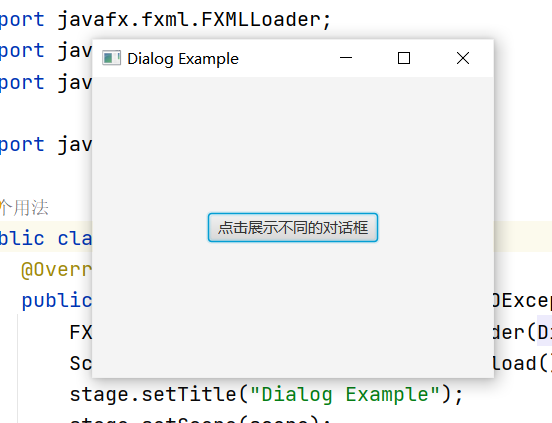 port javafx.fxml.FXMLLoader;
port jav
Dialog Example
port jav
port jav
个用法
点击展示不同的对话框
blic cla
@Overr
public OExcep
FX der(Di
Sc load()
stage.setTitle("Dialog Example");
stage.setScene(scene);